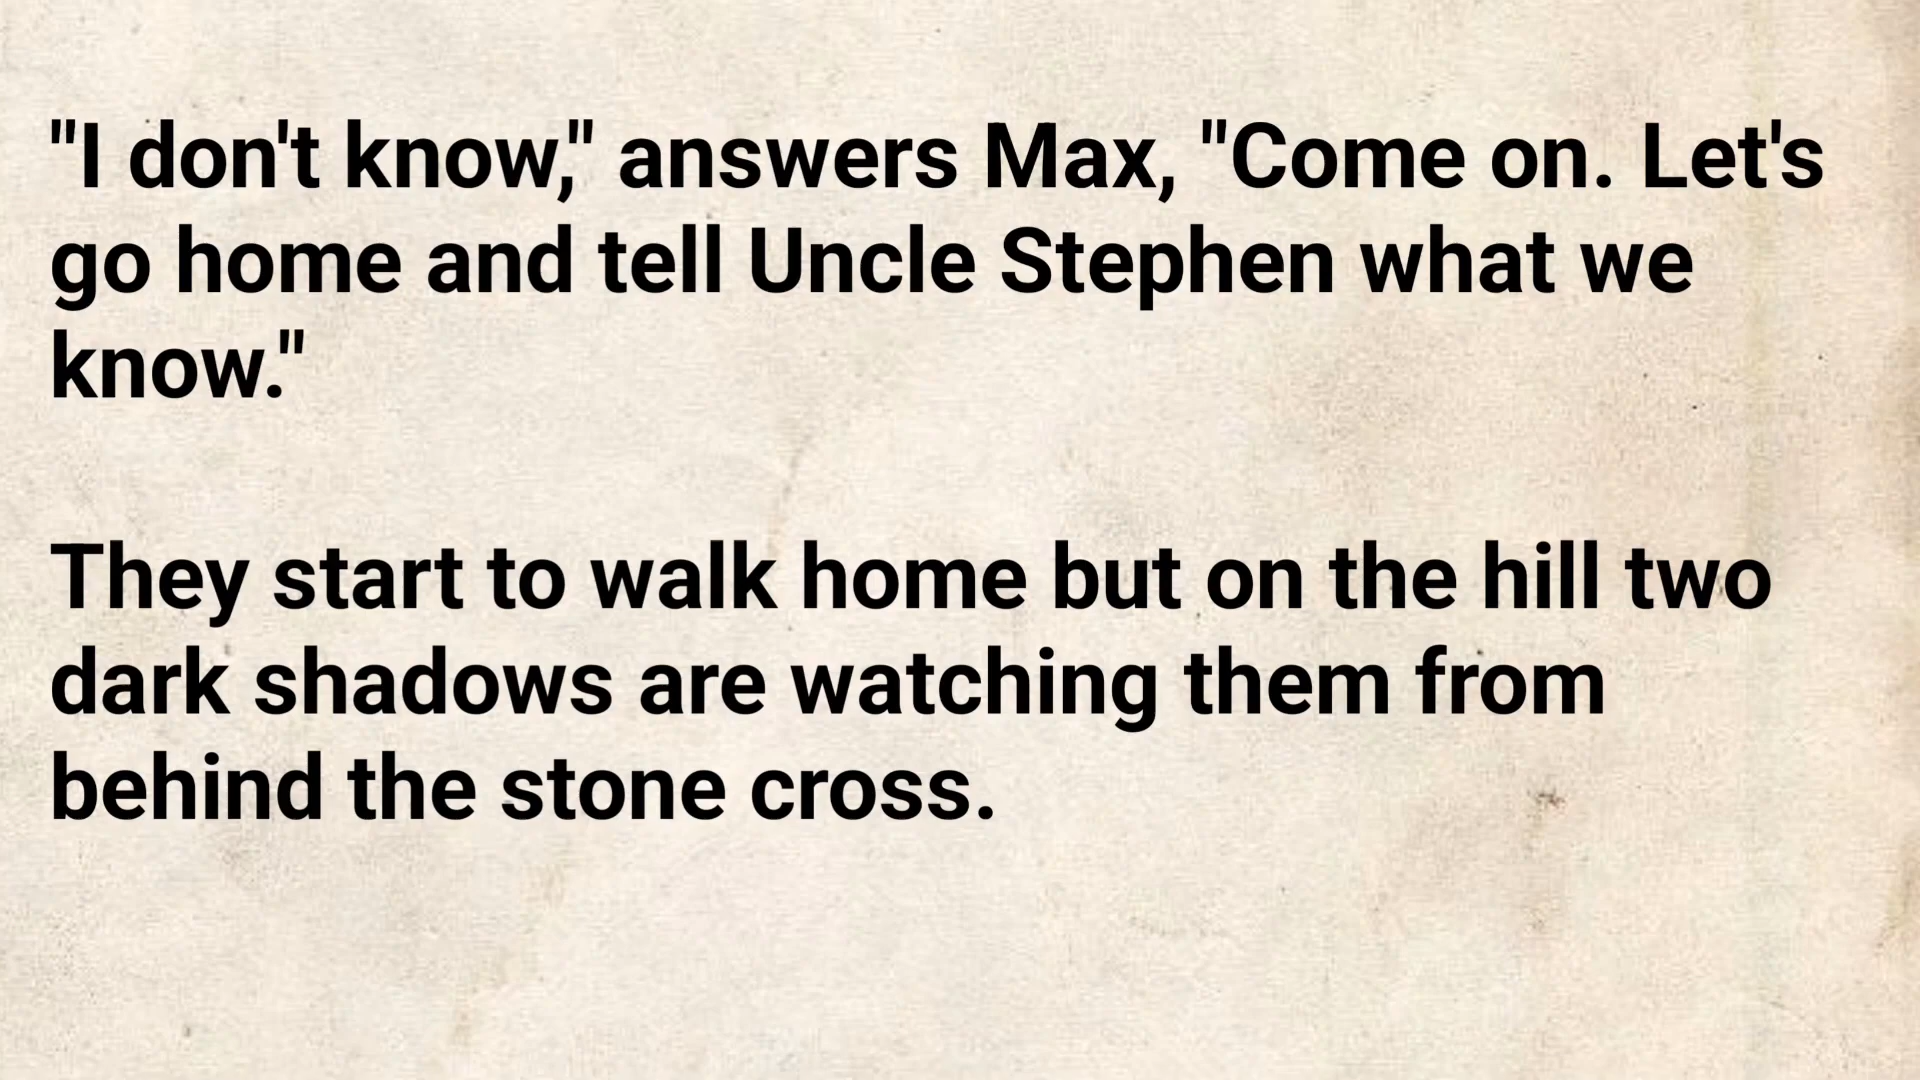 "I don't know," answers Max, "Come on. Let's
go home and tell Uncle Stephen what we
know."
They start to walk home but on the hill two
dark shadows are watching them from
behind the stone cross.